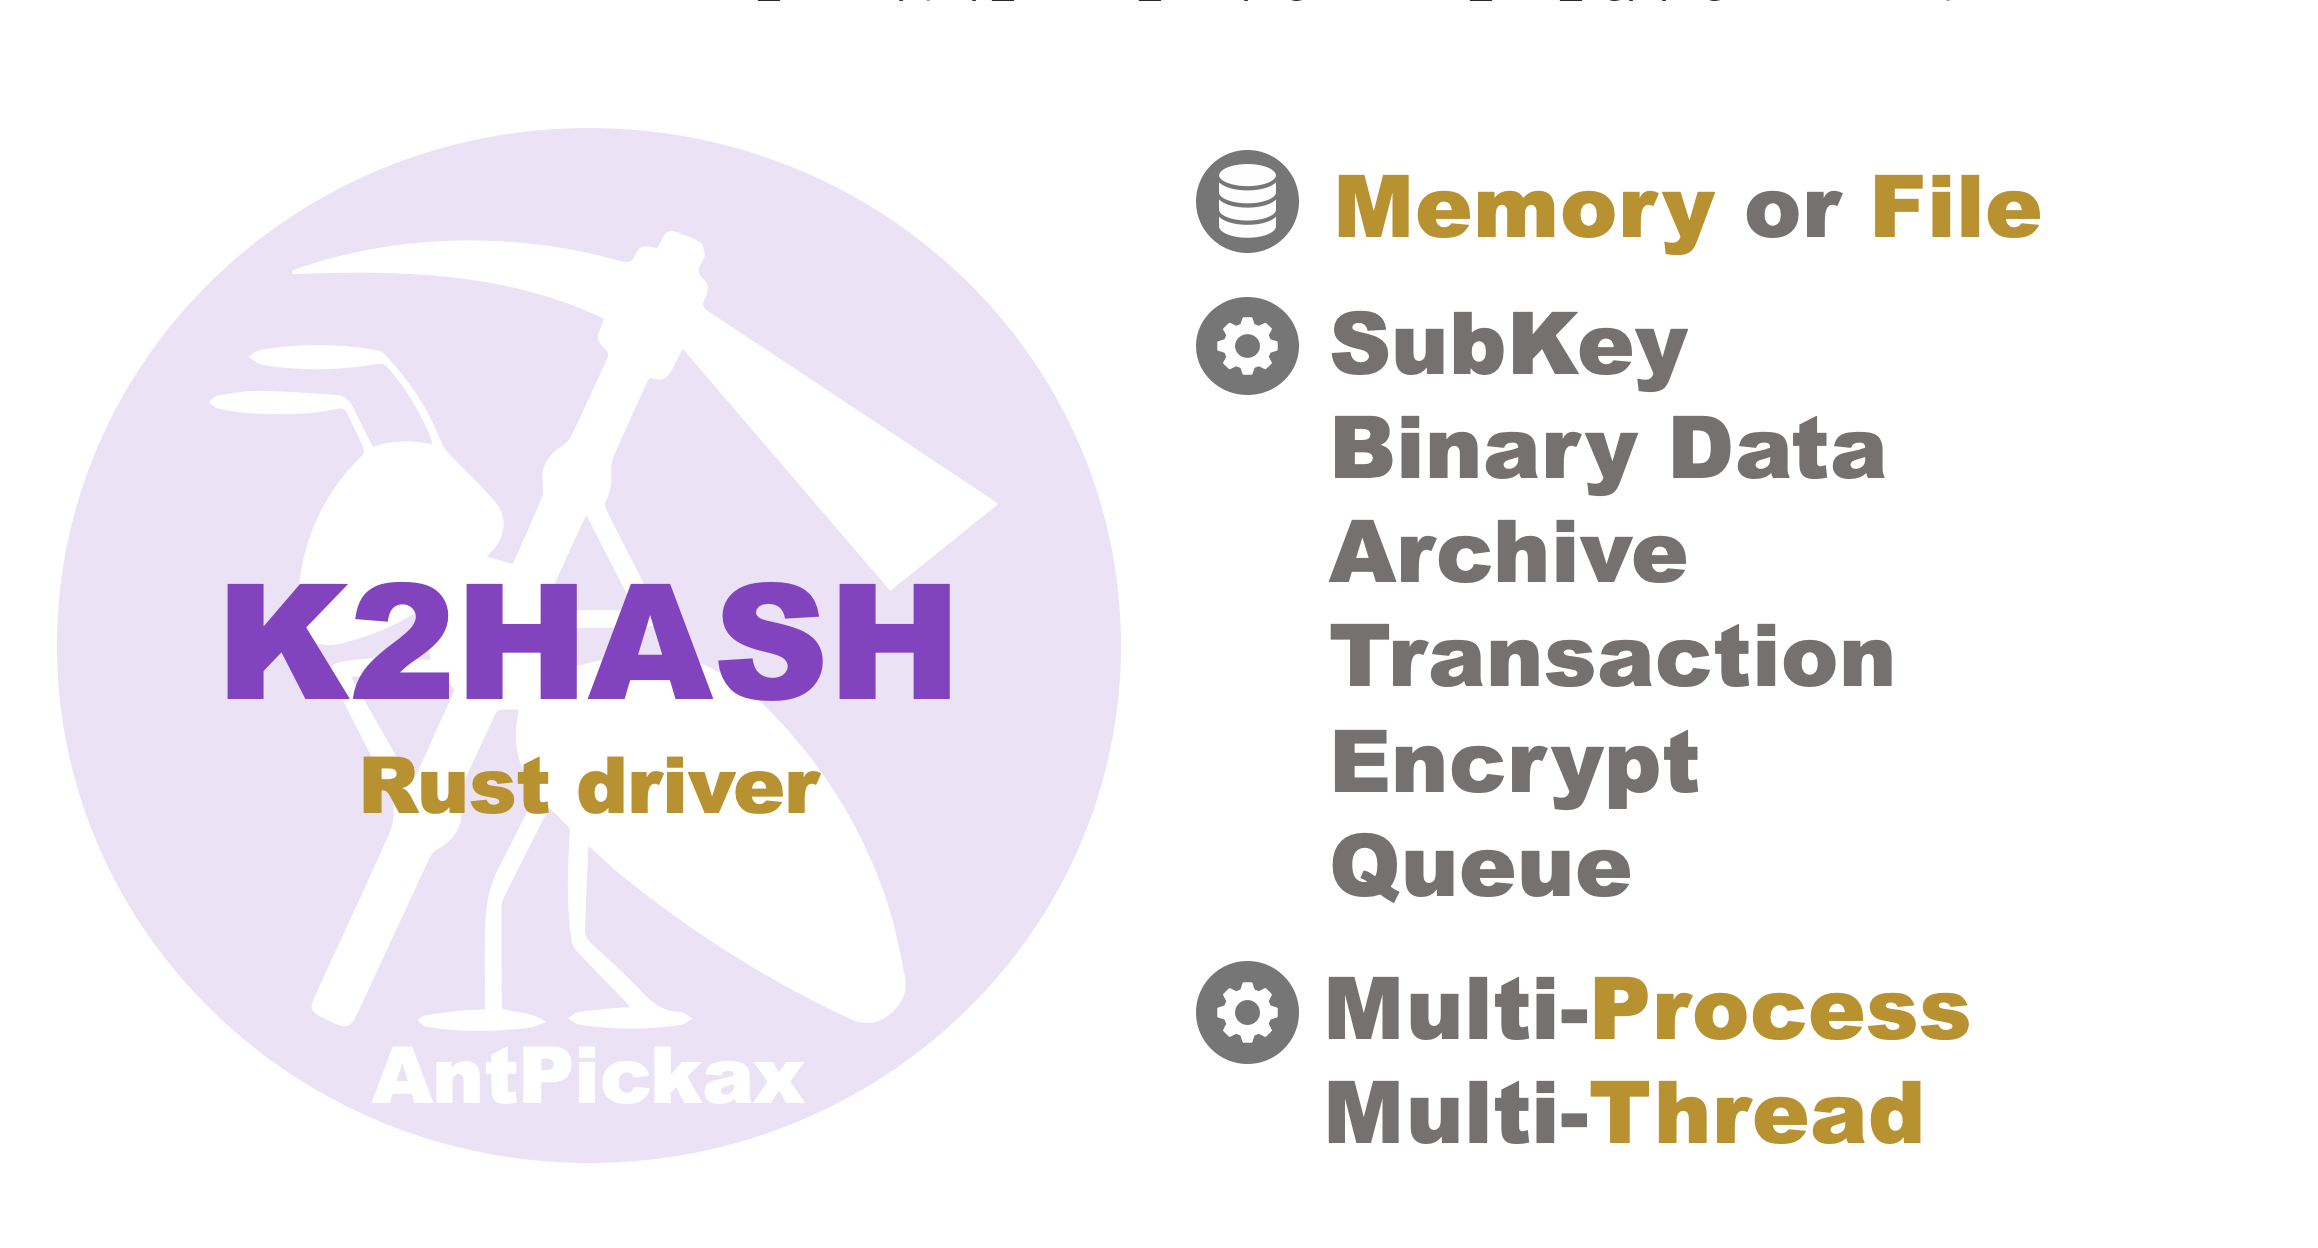 K2HASH
Rust driver
AntPickax
Memory or File
SubKey
Binary Data
Archive
Transaction
Encrypt
Queue
Multi-Process
Multi-Thread